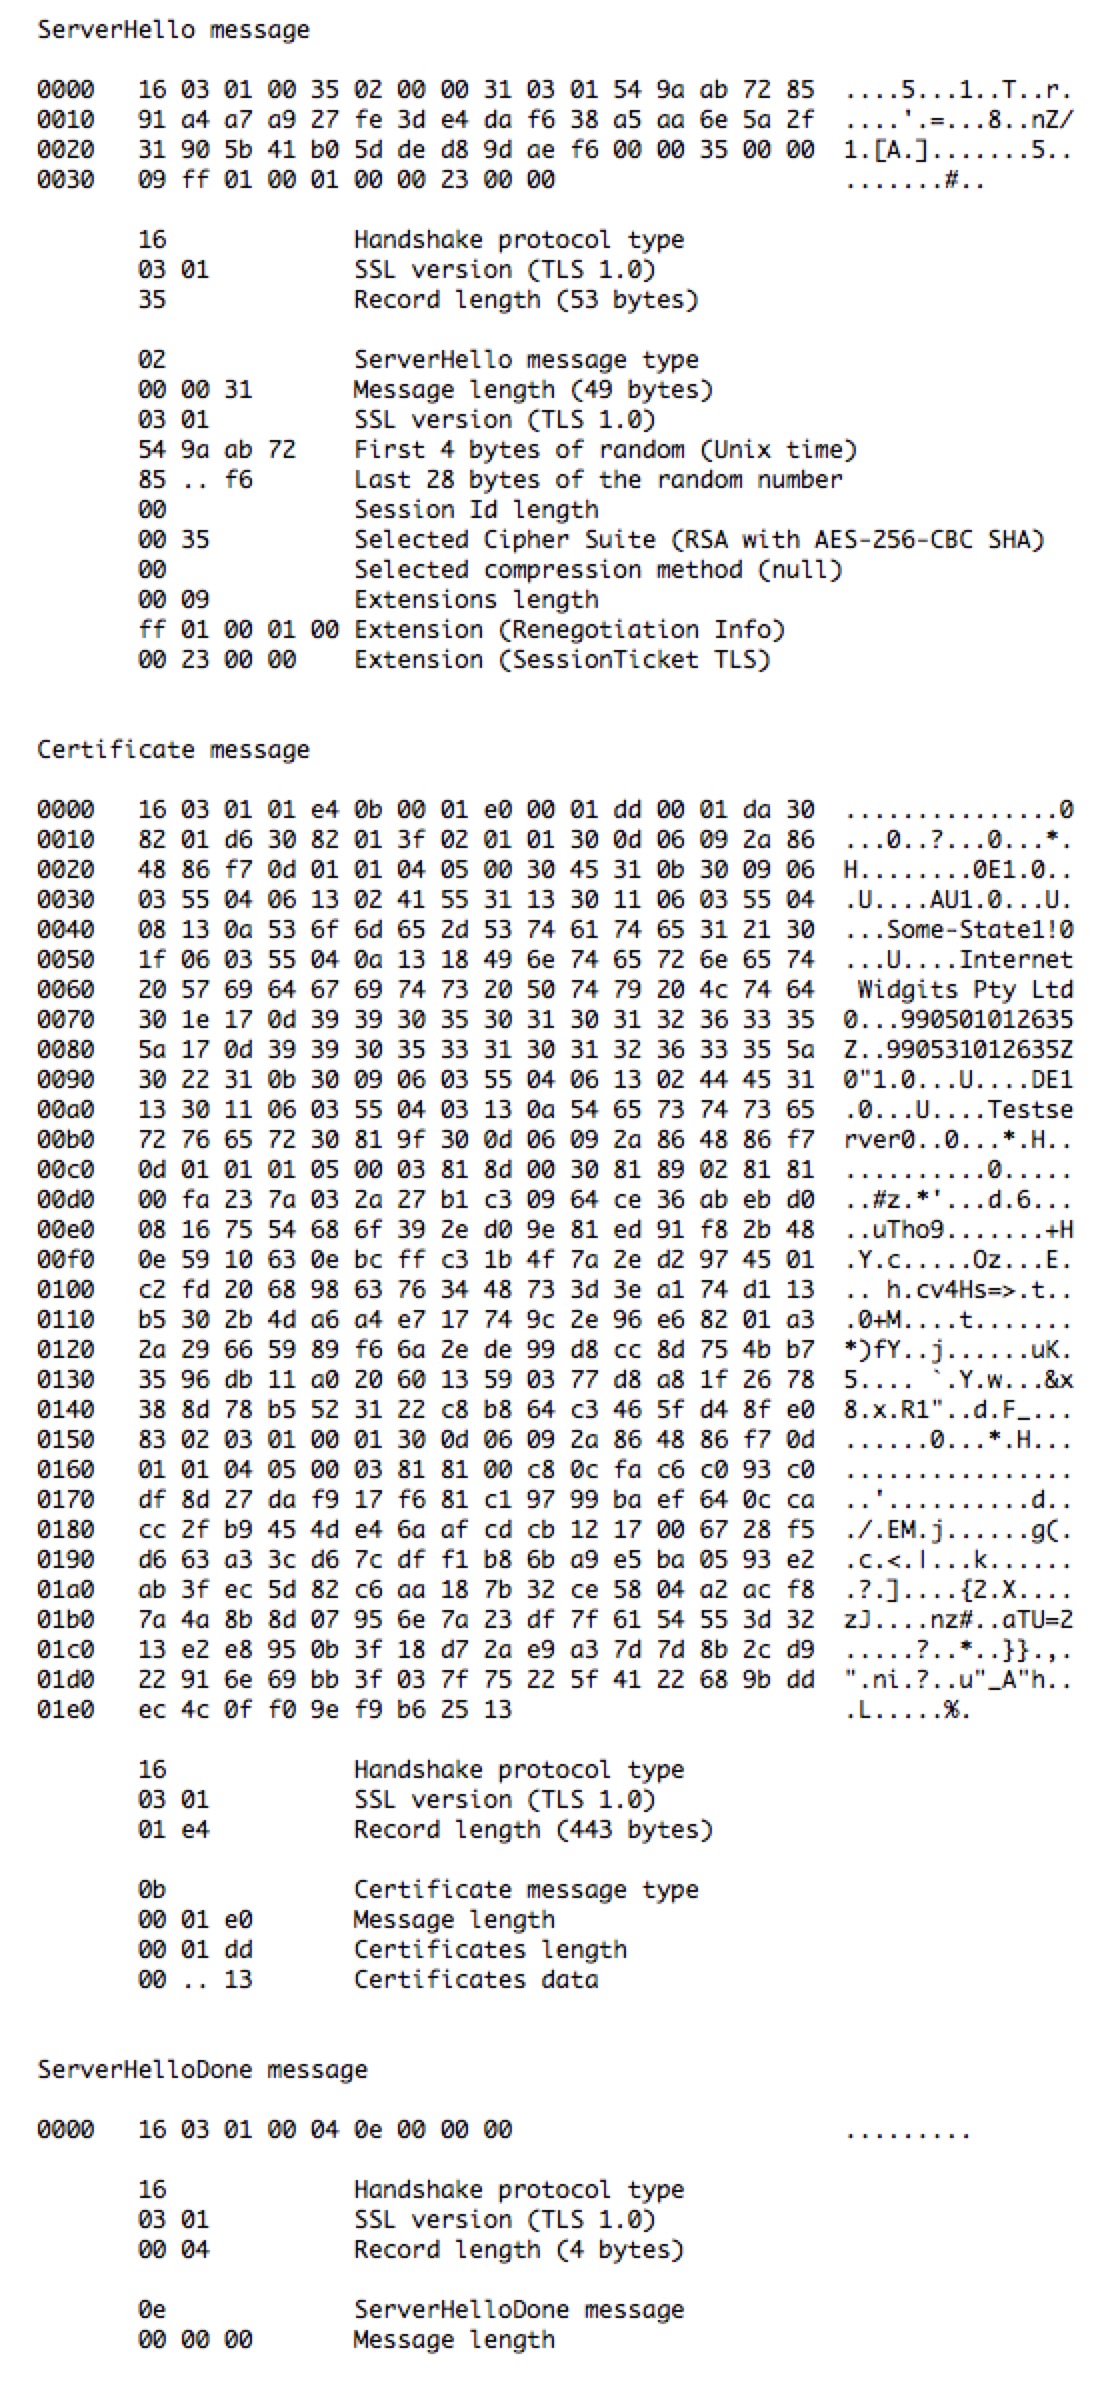 ServerHello message
0000 16 03 01 00 35 02 00 00 31 03 01 54 9a ab 72 85 ....5...1..T..r.
0010 91 a4 a7 a9 27 fe 3d e4 da f6 38 a5 aa 6e 5a 2f ....'.=...8..nZ/
0020 31 90 5b 41 b0 5d de d8 9d ae f6 00 00 35 00 00 1.[A.].......5..
0030 09 ff 01 00 01 00 00 23 00 00 .......#..
16 Handshake protocol type
03 01 SSL version (TLS 1.0)
35 Record length (53 bytes)
02 ServerHello message type
00 00 31 Message length (49 bytes)
03 01 SSL version (TLS 1.0)
54 9a ab 72 First 4 bytes of random (Unix time)
85 .. f6 Last 28 bytes of the random number
00 Session Id length
00 35 Selected Cipher Suite (RSA with AES-256-CBC SHA)
00 Selected compression method (null)
00 09 Extensions length
ff 01 00 01 00 Extension (Renegotiation Info)
00 23 00 00 Extension (SessionTicket TLS)
Certificate message
0000 16 03 01 01 e4 0b 00 01 e0 00 01 dd 00 01 da 30 ...............0
0010 82 01 d6 30 82 01 3f 02 01 01 30 0d 06 09 2a 86 ...0..?...0...*.
0020 48 86 f7 0d 01 01 04 05 00 30 45 31 0b 30 09 06 H........0E1.0..
0030 03 55 04 06 13 02 41 55 31 13 30 11 06 03 55 04 .U....AU1.0...U.
0040 08 13 0a 53 6f 6d 65 2d 53 74 61 74 65 31 21 30 ...Some-State1!0
0050 1f 06 03 55 04 0a 13 18 49 6e 74 65 72 6e 65 74 ...U....Internet
0060 20 57 69 64 67 69 74 73 20 50 74 79 20 4c 74 64 Widgits Pty Ltd
0070 30 1e 17 0d 39 39 30 35 30 31 30 31 32 36 33 35 0...990501012635
0080 5a 17 0d 39 39 30 35 33 31 30 31 32 36 33 35 5a Z..990531012635Z
0090 30 22 31 0b 30 09 06 03 55 04 06 13 02 44 45 31 0"1.0...U....DE1
00a0 13 30 11 06 03 55 04 03 13 0a 54 65 73 74 73 65 .0...U....Testse
00b0 72 76 65 72 30 81 9f 30 0d 06 09 2a 86 48 86 f7 rver0..0...*.H..
00c0 0d 01 01 01 05 00 03 81 8d 00 30 81 89 02 81 81 ..........0.....
00d0 00 fa 23 7a 03 2a 27 b1 c3 09 64 ce 36 ab eb d0 ..#z.*'...d.6...
00e0 08 16 75 54 68 6f 39 2e d0 9e 81 ed 91 f8 2b 48 ..uTho9.......+H
00f0 0e 59 10 63 0e bc ff c3 1b 4f 7a 2e d2 97 45 01 .Y.c.....Oz...E.
0100 c2 fd 20 68 98 63 76 34 48 73 3d 3e a1 74 d1 13 .. h.cv4Hs=>.t..
0110 b5 30 2b 4d a6 a4 e7 17 74 9c 2e 96 e6 82 01 a3 .0+M....t.......
0120 2a 29 66 59 89 f6 6a 2e de 99 d8 cc 8d 75 4b b7 *)fY..j......uK.
0130 35 96 db 11 a0 20 60 13 59 03 77 d8 a8 1f 26 78 5.... `.Y.w...&x
0140 38 8d 78 b5 52 31 22 c8 b8 64 c3 46 5f d4 8f e0 8.x.R1"..d.F_...
0150 83 02 03 01 00 01 30 0d 06 09 2a 86 48 86 f7 0d ......0...*.H...
0160 01 01 04 05 00 03 81 81 00 c8 0c fa c6 c0 93 c0 ................
0170 df 8d 27 da f9 17 f6 81 c1 97 99 ba ef 64 0c ca ..'..........d..
0180 cc 2f b9 45 4d e4 6a af cd cb 12 17 00 67 28 f5 ./.EM.j......g(.
0190 d6 63 a3 3c d6 7c df f1 b8 6b a9 e5 ba 05 93 e2 .c.<.|...k......
01a0 ab 3f ec 5d 82 c6 aa 18 7b 32 ce 58 04 a2 ac f8 .?.]....{2.X....
01b0 7a 4a 8b 8d 07 95 6e 7a 23 df 7f 61 54 55 3d 32 zJ....nz#..aTU=2
01c0 13 e2 e8 95 0b 3f 18 d7 2a e9 a3 7d 7d 8b 2c d9 .....?..*..}}.,.
01d0 22 91 6e 69 bb 3f 03 7f 75 22 5f 41 22 68 9b dd ".ni.?..u"_A"h..
01e0 ec 4c 0f f0 9e f9 b6 25 13 .L.....%.
16 Handshake protocol type
03 01 SSL version (TLS 1.0)
01 e4 Record length (443 bytes)
0b Certificate message type
00 01 e0 Message length
00 01 dd Certificates length
00 .. 13 Certificates data
ServerHelloDone message
0000 16 03 01 00 04 0e 00 00 00 .........
16 Handshake protocol type
03 01 SSL version (TLS 1.0)
00 04 Record length (4 bytes)
0e ServerHelloDone message
00 00 00 Message length